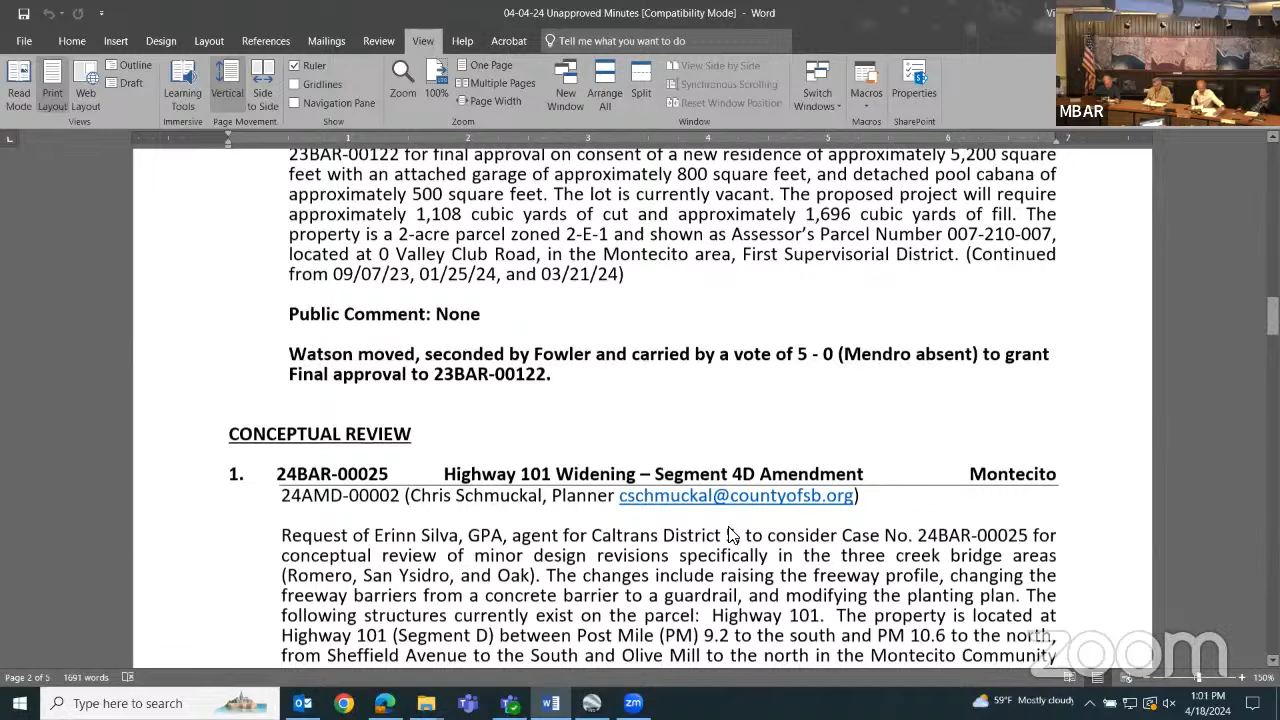 04-04-24 Unapproved Minutes [Compatibility Mode] - Word
File Home Insert Design Layout References Mailings Review View Help Acrobat Tell me what you want to do
Read Mode
Print Layout
Web Layout
Outline
Draft
Views
Learning Tools
Immersive
Vertical
Side to Side
Page Movement
Ruler
Gridlines
Navigation Pane
Show
Zoom
100%
One Page
Multiple Pages
Page Width
Zoom
New Window
Arrange All
Split
View Side by Side
Synchronous Scrolling
Reset Window Position
Window
Switch Windows
Macros
Macros
Properties
SharePoint
MBAR
1 2 3 4 5 6 7
23BAR-00122 for final approval on consent of a new residence of approximately 5,200 square
feet with an attached garage of approximately 800 square feet, and detached pool cabana of
approximately 500 square feet. The lot is currently vacant. The proposed project will require
approximately 1,108 cubic yards of cut and approximately 1,696 cubic yards of fill. The
property is a 2-acre parcel zoned 2-E-1 and shown as Assessor's Parcel Number 007-210-007,
located at 0 Valley Club Road, in the Montecito area, First Supervisorial District. (Continued
from 09/07/23, 01/25/24, and 03/21/24)
Public Comment: None
Watson moved, seconded by Fowler and carried by a vote of 5 - 0 (Mendro absent) to grant
Final approval to 23BAR-00122.
CONCEPTUAL REVIEW
1. 24BAR-00025 Highway 101 Widening – Segment 4D Amendment Montecito
24AMD-00002 (Chris Schmuckal, Planner cschmuckal@countyofsb.org)
Request of Erinn Silva, GPA, agent for Caltrans District to consider Case No. 24BAR-00025 for
conceptual review of minor design revisions specifically in the three creek bridge areas
(Romero, San Ysidro, and Oak). The changes include raising the freeway profile, changing the
freeway barriers from a concrete barrier to a guardrail, and modifying the planting plan. The
following structures currently exist on the parcel: Highway 101. The property is located at
Highway 101 (Segment D) between Post Mile (PM) 9.2 to the south and PM 10.6 to the north,
from Sheffield Avenue to the South and Olive Mill to the north in the Montecito Community
zoom
Page 2 of 5 1691 words 150%
Type here to search
59°F Mostly cloudy
1:01 PM
4/18/2024